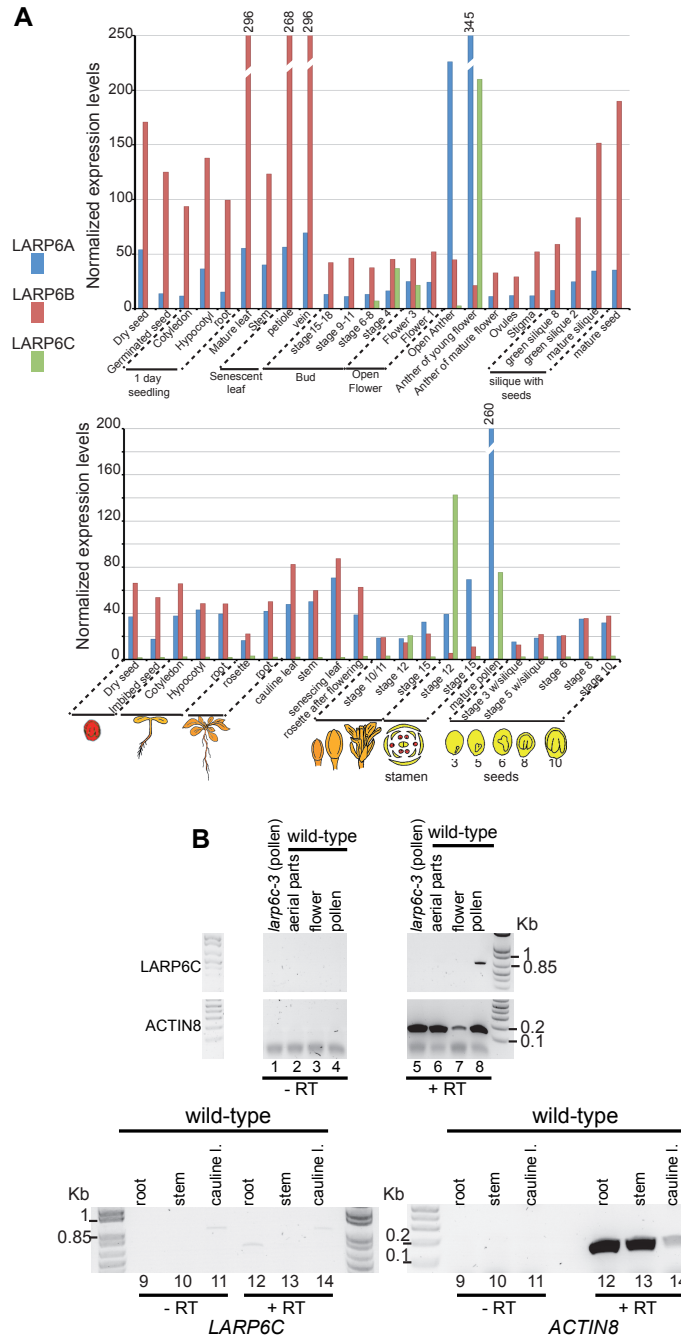 A
296
268
296
345
250
200
150
100
50
0
Normalized expression levels
LARP6A
LARP6B
LARP6C
Dry seed
Germinated seed
Cotyledon
Hypocotyl
root
Mature leaf
Stem
petiole
vein
stage 15-18
stage 9-11
stage 6-8
stage 4
Flower 3
Flower 1
Open Anther
Anther of young flower
Anther of mature flower
Ovules
Stigma
green silique 8
green silique 2
mature silique
mature seed
1 day seedling
Senescent leaf
Bud
Open Flower
silique with seeds
260
200
160
120
80
40
0
Normalized expression levels
Dry seed
Imbibed seed
Cotyledon
Hypocotyl
root
rosette
root
cauline leaf
stem
senescing leaf
rosette after flowering
stage 10/11
stage 12
stage 15
stage 12
stage 15
mature pollen
stage 3 w/silique
stage 5 w/silique
stage 6
stage 8
stage 10
stamen
3 5 6 8 10
seeds
B
wild-type wild-type
larp6c-3 (pollen)
aerial parts
flower
pollen
larp6c-3 (pollen)
aerial parts
flower
pollen
Kb
LARP6C
1
0.85
ACTIN8
0.2
0.1
1 2 3 4 5 6 7 8
- RT + RT
wild-type wild-type
Kb root stem cauline l. root stem cauline l.
1
0.85
9 10 11 12 13 14
- RT + RT
LARP6C
Kb root stem cauline l. root stem cauline l.
0.2
0.1
9 10 11 12 13 14
- RT + RT
ACTIN8